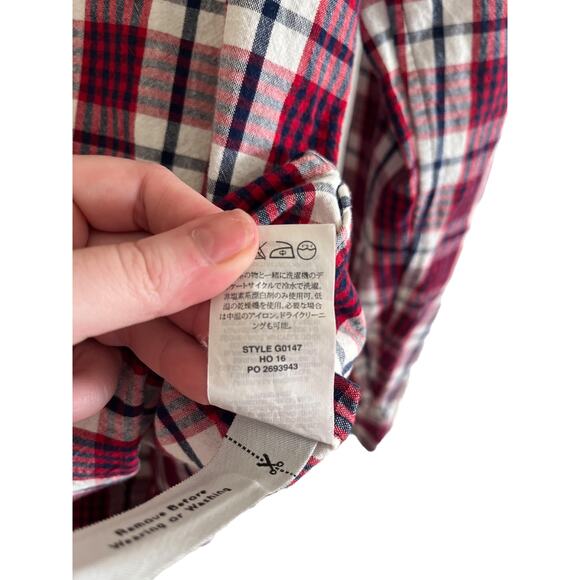 の物と一緒に洗濯機のデ
ケートサイクルで冷水で洗濯。
非塩素系漂白剤のみ使用可。低
温の乾燥機を使用。必要な場合
は中温のアイロン。ドライクリーニ
ングも可能。
STYLE G0147
HO 16
PO 2693943
Remove Before
Wearing or Washing